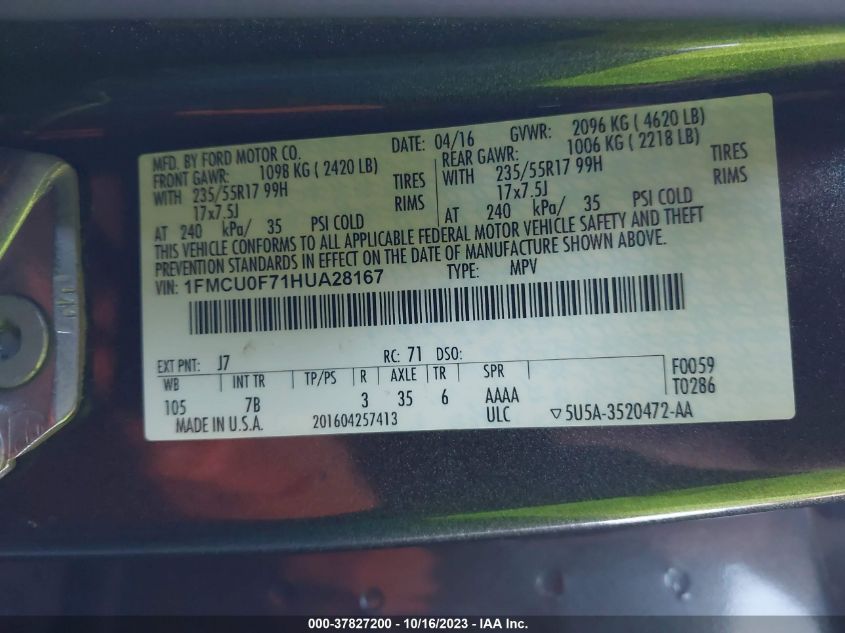 MFD. BY FORD MOTOR CO. DATE: 04/16 GVWR: 2096 KG ( 4620 LB)
FRONT GAWR: 1098 KG ( 2420 LB) REAR GAWR: 1006 KG ( 2218 LB)
WITH 235/55R17 99H TIRES WITH 235/55R17 99H TIRES
17x7.5J RIMS 17x7.5J RIMS
AT 240 kPa/ 35 PSI COLD AT 240 kPa/ 35 PSI COLD
THIS VEHICLE CONFORMS TO ALL APPLICABLE FEDERAL MOTOR VEHICLE SAFETY AND THEFT
PREVENTION STANDARDS IN EFFECT ON THE DATE OF MANUFACTURE SHOWN ABOVE.
VIN: 1FMCU0F71HUA28167 TYPE: MPV
EXT PNT: J7 RC: 71 DSO:
WB INT TR TP/PS R AXLE TR SPR F0059
105 7B 3 35 6 AAAA T0286
MADE IN U.S.A. 201604257413 ULC ▽5U5A-3520472-AA
000-37827200 - 10/16/2023 - IAA Inc.